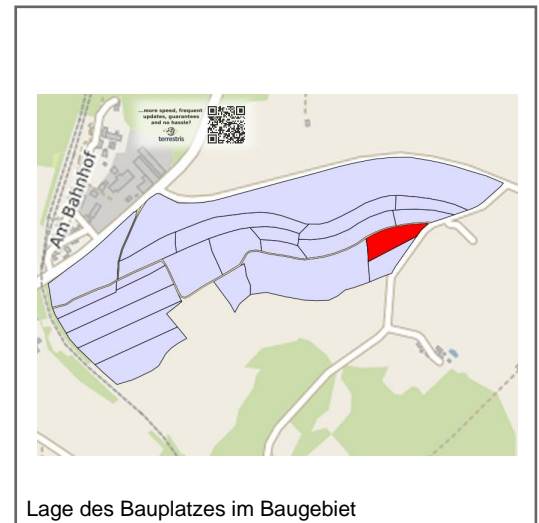 ...more speed, frequent
updates, guarantees
and no hassle?
terrestris
Am Bahnhof
Lage des Bauplatzes im Baugebiet